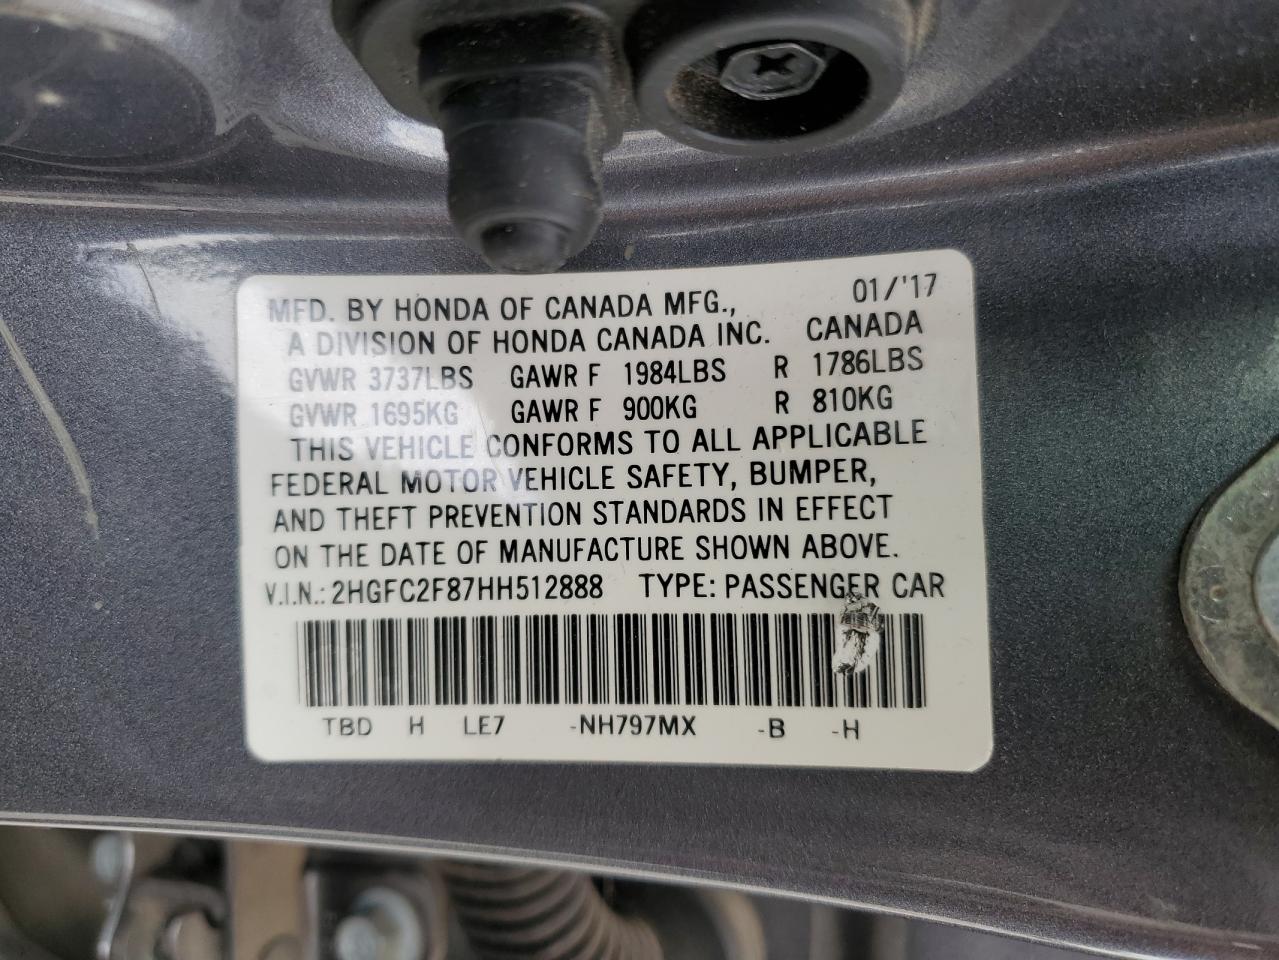 MFD. BY HONDA OF CANADA MFG., 01/'17
A DIVISION OF HONDA CANADA INC. CANADA
GVWR 3737LBS GAWR F 1984LBS R 1786LBS
GVWR 1695KG GAWR F 900KG R 810KG
THIS VEHICLE CONFORMS TO ALL APPLICABLE
FEDERAL MOTOR VEHICLE SAFETY, BUMPER,
AND THEFT PREVENTION STANDARDS IN EFFECT
ON THE DATE OF MANUFACTURE SHOWN ABOVE.
V.I.N.: 2HGFC2F87HH512888 TYPE: PASSENGER CAR
TBD H LE7 -NH797MX -B -H